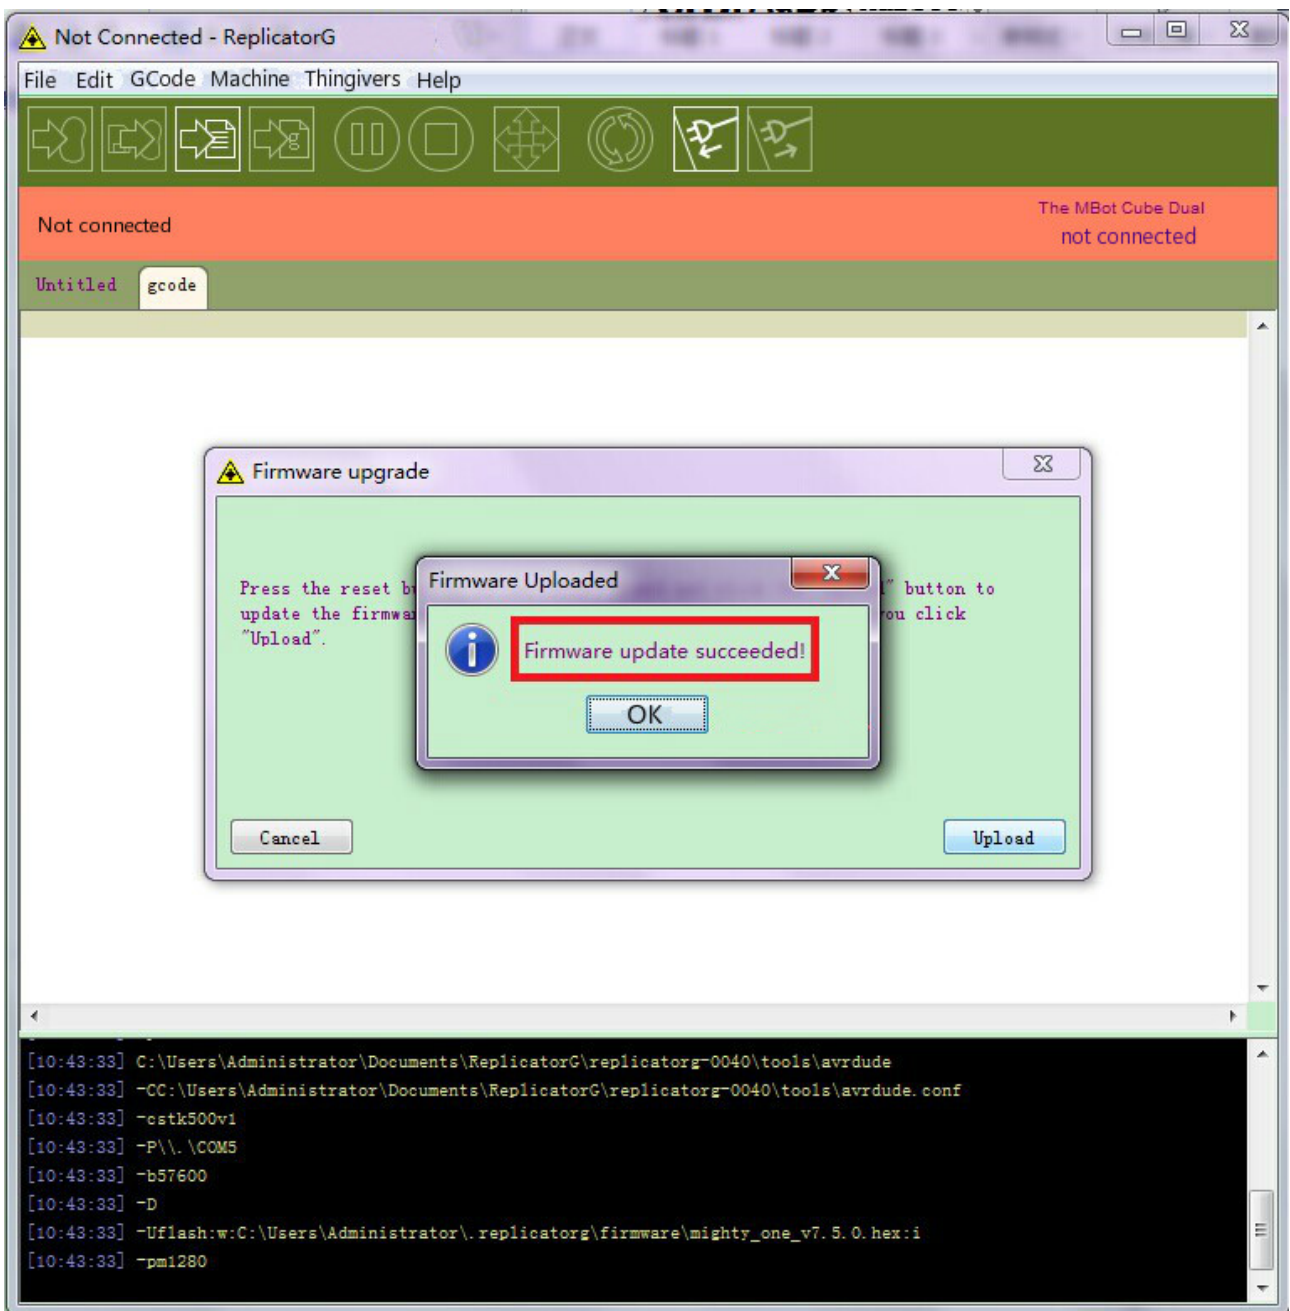 Not Connected - ReplicatorG
File Edit GCode Machine Thingivers Help
Not connected
The MBot Cube Dual
not connected
Untitled gcode
Firmware upgrade
Press the reset
update the
"Upload".
" button to
you click
Firmware Uploaded
Firmware update succeeded!
OK
Cancel
Upload
[10:43:33] C:\Users\Administrator\Documents\ReplicatorG\replicatorg-0040\tools\avrdude
[10:43:33] -CC:\Users\Administrator\Documents\ReplicatorG\replicatorg-0040\tools\avrdude.conf
[10:43:33] -cstk500v1
[10:43:33] -P\\.\COM5
[10:43:33] -b57600
[10:43:33] -D
[10:43:33] -Uflash:w:C:\Users\Administrator\.replicatorg\firmware\mighty_one_v7.5.0.hex:i
[10:43:33] -pm1280